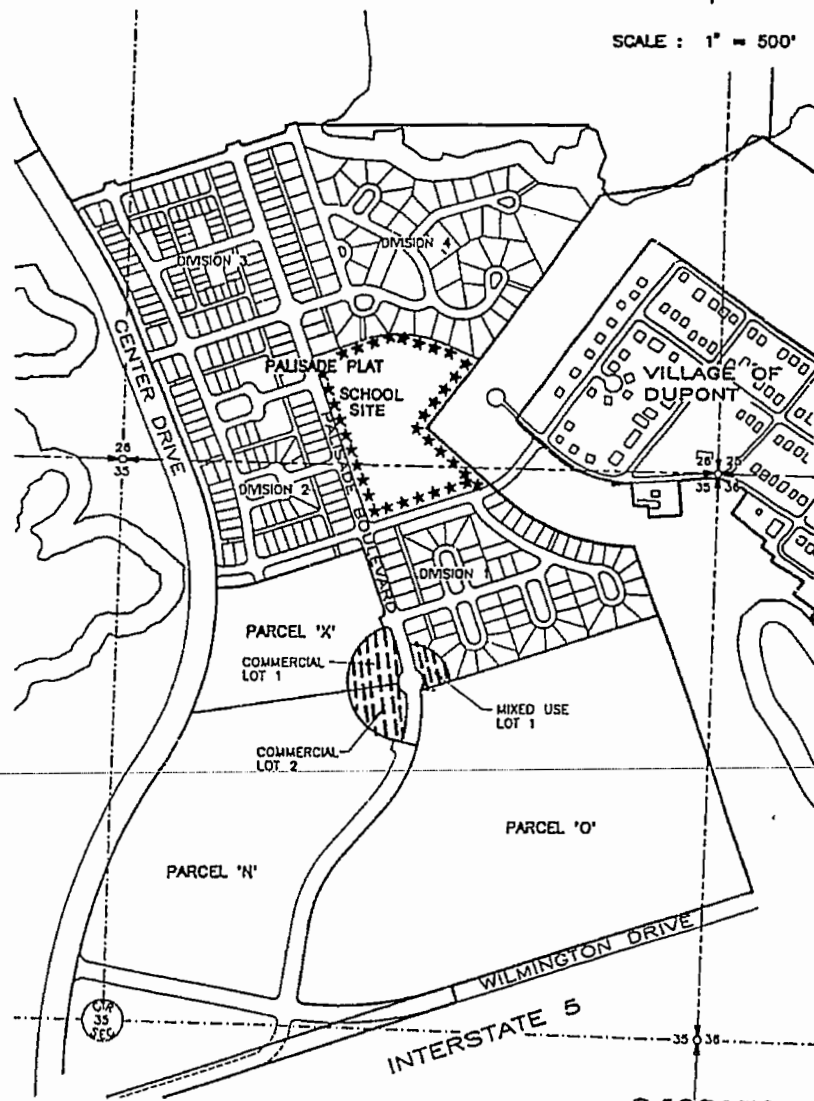 SCALE : 1" = 500'
DIVISION 3
DIVISION 4
CENTER DRIVE
PALISADE PLAT
SCHOOL
SITE
VILLAGE OF
DUPONT
PALISADE BOULEVARD
26
35
26 25
35 36
DIVISION 2
DIVISION 1
PARCEL 'X'
COMMERCIAL
LOT 1
MIXED USE
LOT 1
COMMERCIAL
LOT 2
PARCEL 'O'
PARCEL 'N'
WILMINGTON DRIVE
CTR
35
SEC
INTERSTATE 5
35 36